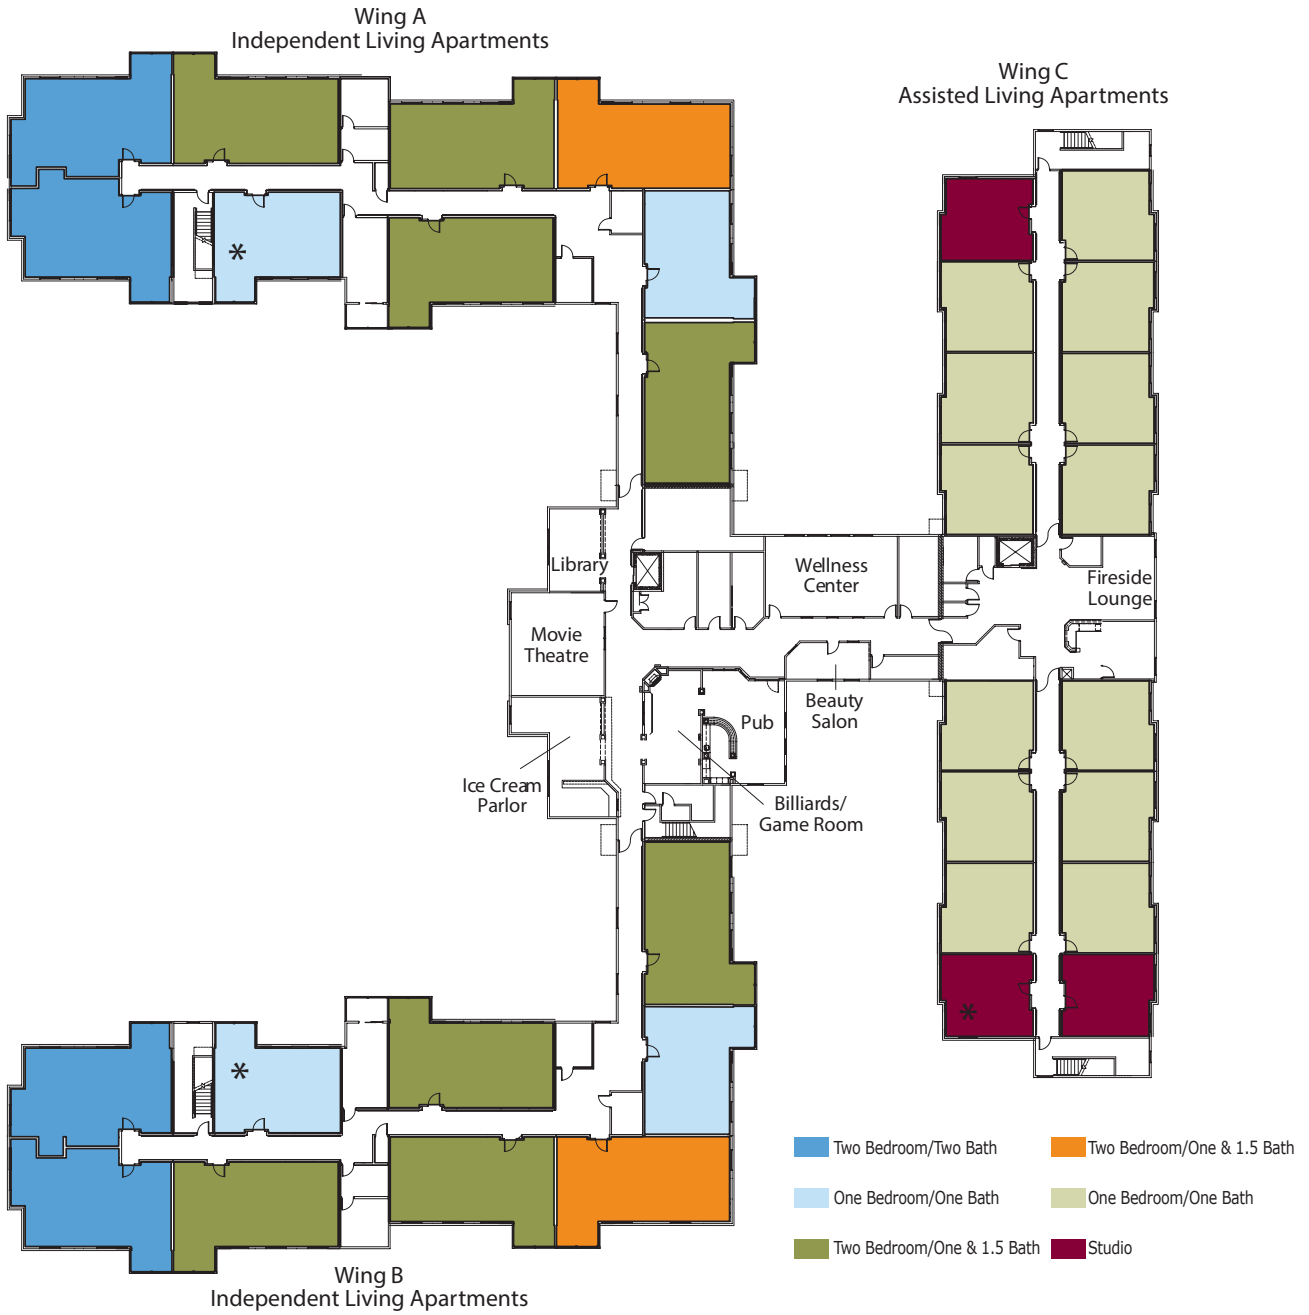 Wing A
Independent Living Apartments
Wing C
Assisted Living Apartments
*
Library
Wellness
Center
Fireside
Lounge
Movie
Theatre
Beauty
Salon
Pub
Ice Cream
Parlor
Billiards/
Game Room
*
*
Two Bedroom/Two Bath
Two Bedroom/One & 1.5 Bath
One Bedroom/One Bath
One Bedroom/One Bath
Two Bedroom/One & 1.5 Bath
Studio
Wing B
Independent Living Apartments